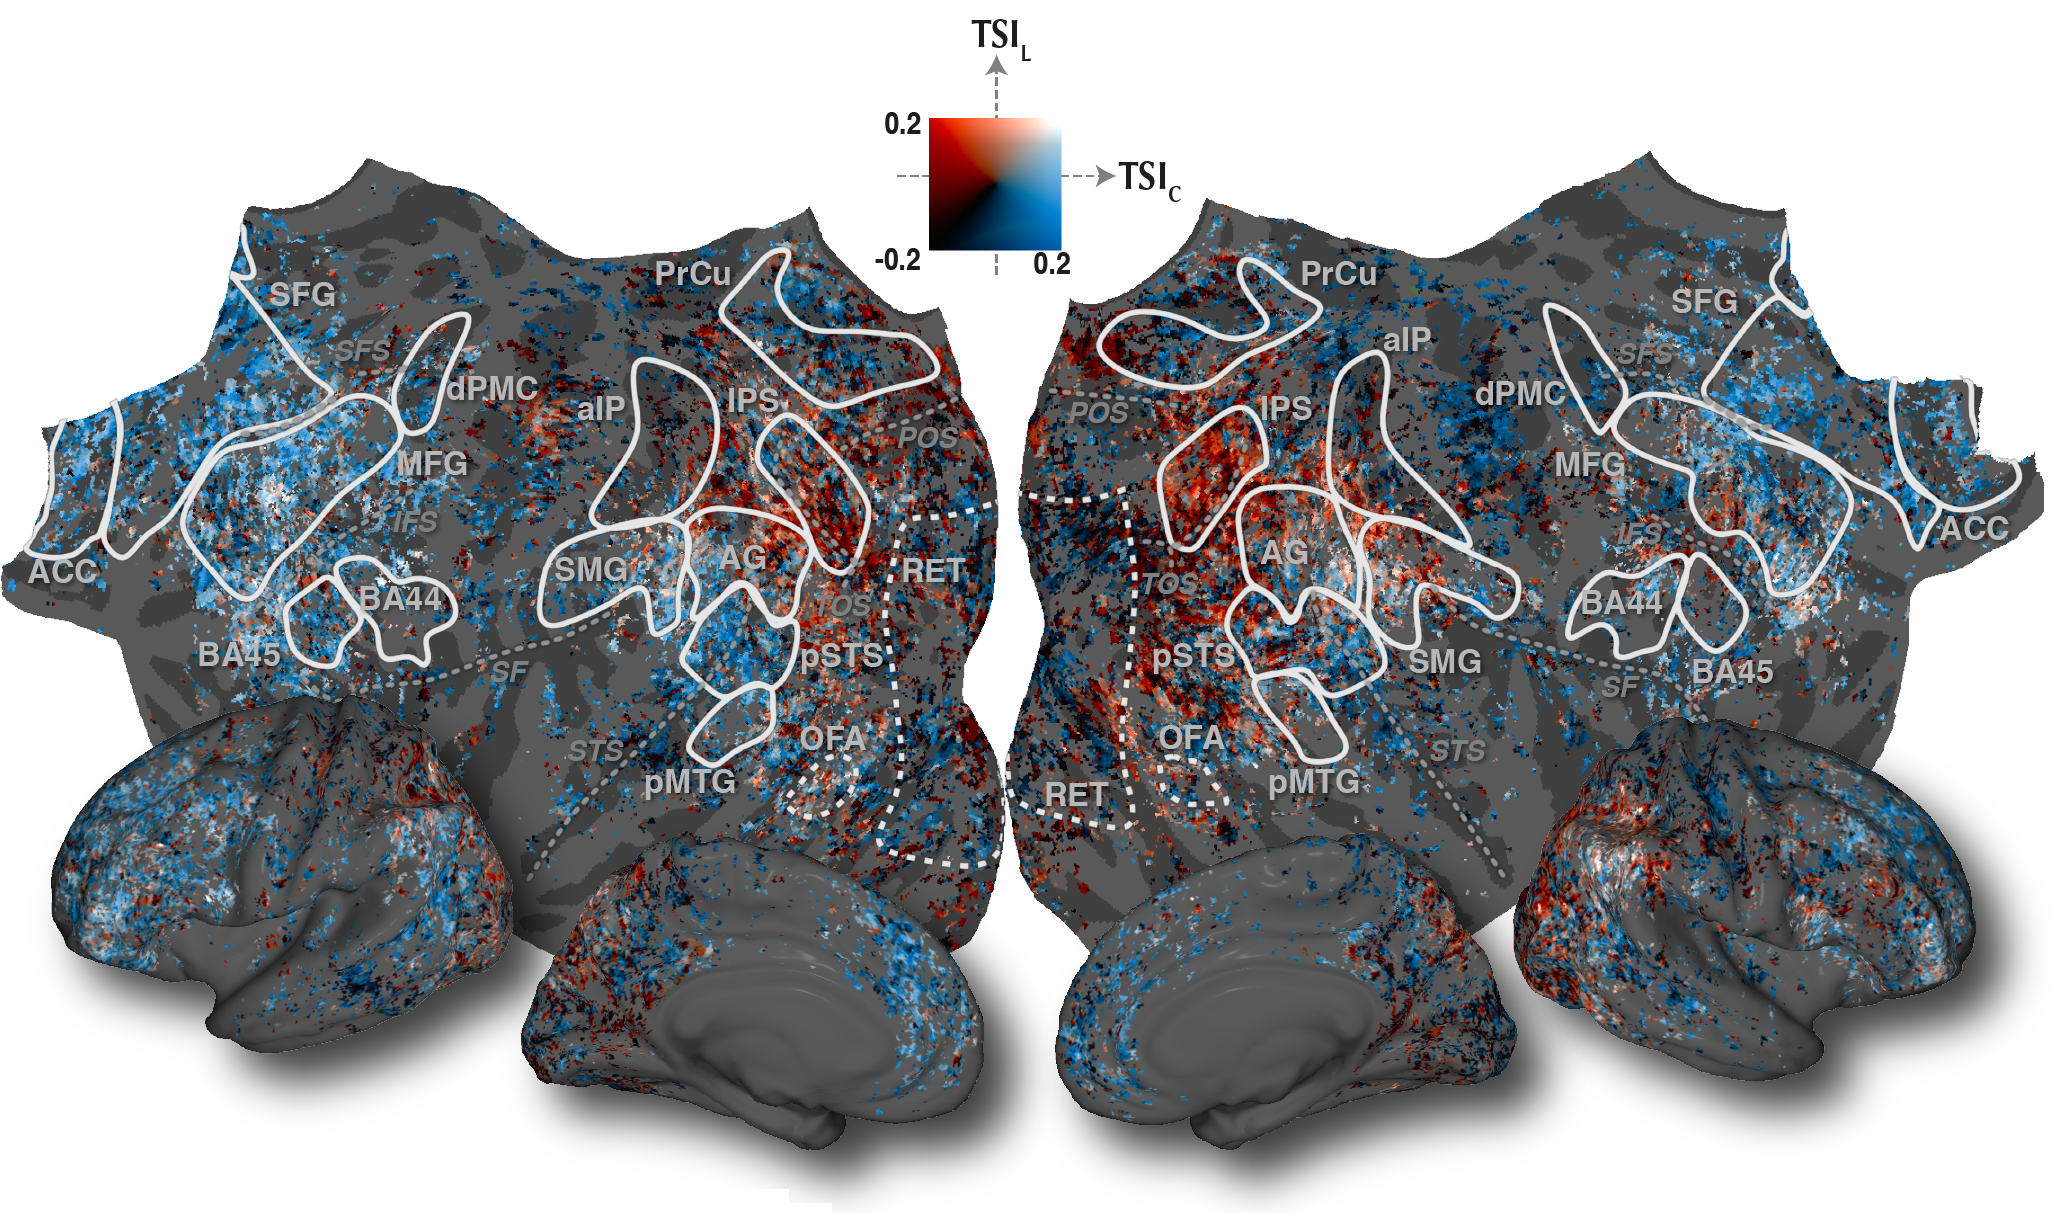 TSI_L
0.2
TSI_C
-0.2
0.2
PrCu
SFG
SFS
dPMC
aIP
IPS
POS
MFG
IFS
ACC
SMG
AG
RET
BA44
TOS
BA45
SF
pSTS
STS
OFA
pMTG
PrCu
SFG
aIP
SFS
dPMC
IPS
POS
MFG
IFS
ACC
AG
TOS
BA44
pSTS
SMG
BA45
SF
OFA
STS
RET
pMTG